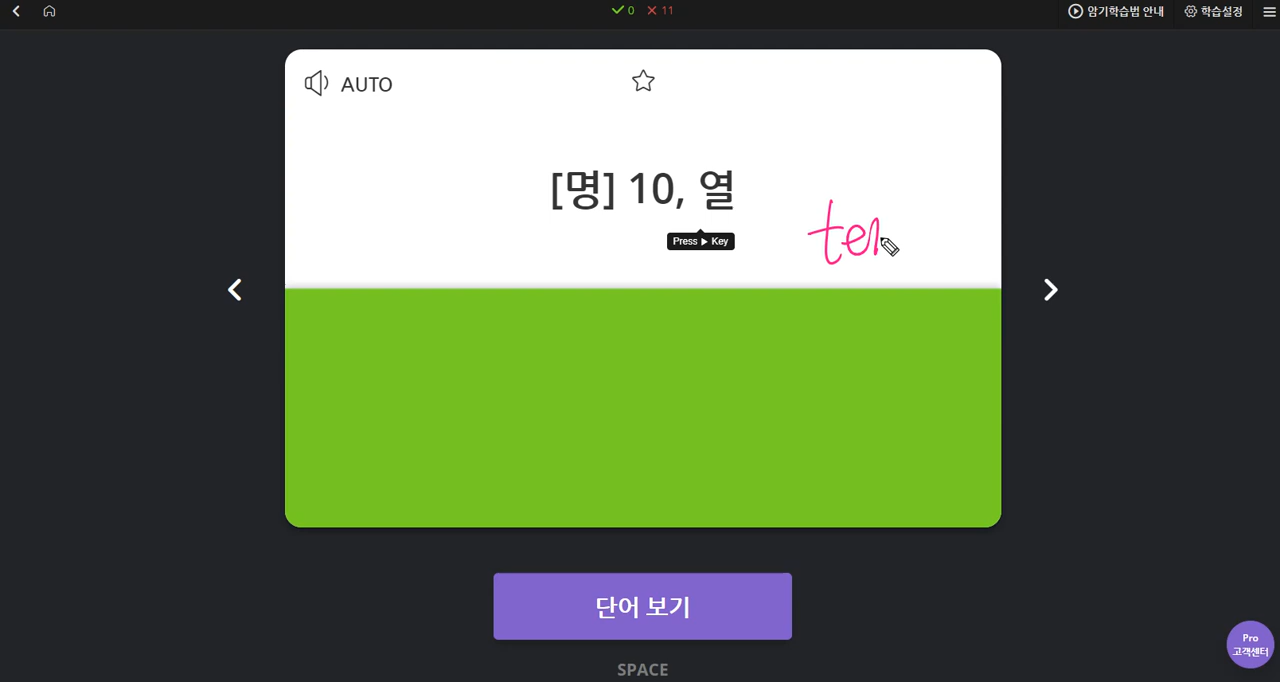 0 11 암기학습법 안내 학습설정
AUTO
[명] 10, 열
Press ▶ Key
ten
단어 보기
SPACE
Pro
고객센터